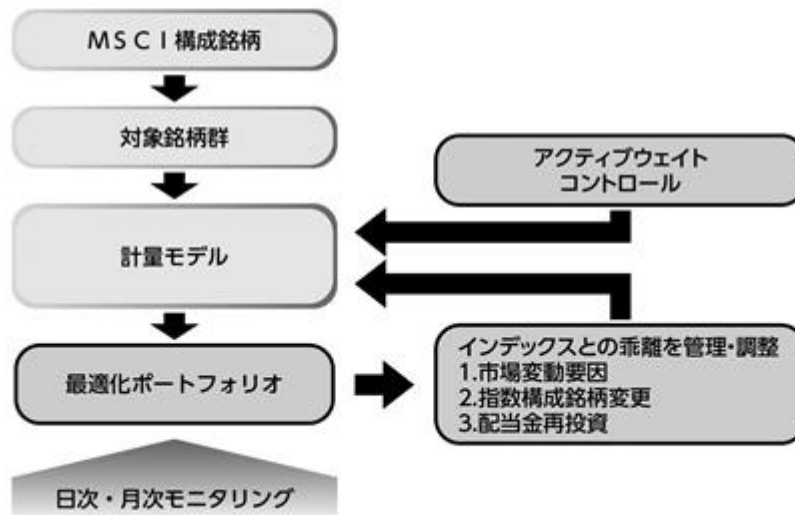 ＭＳＣＩ構成銘柄
対象銘柄群
アクティブウェイト
コントロール
計量モデル
最適化ポートフォリオ
インデックスとの乖離を管理・調整
1.市場変動要因
2.指数構成銘柄変更
3.配当金再投資
日次・月次モニタリング